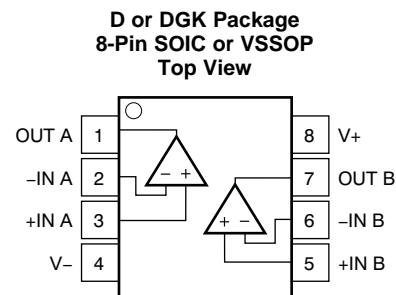 D or DGK Package
8-Pin SOIC or VSSOP
Top View
OUT A 1 8 V+
–IN A 2 7 OUT B
+IN A 3 6 –IN B
V– 4 5 +IN B
– +
+ –